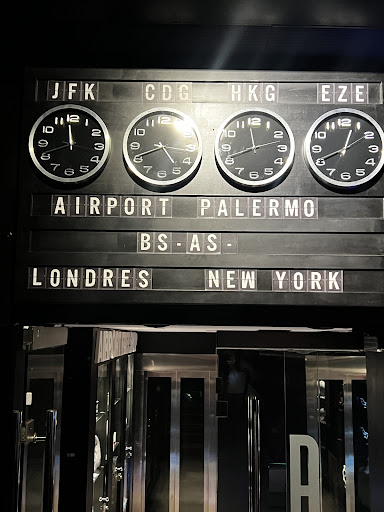 JFK CDG HKG EZE
AIRPORT PALERMO
BS-AS-
LONDRES NEW YORK
A